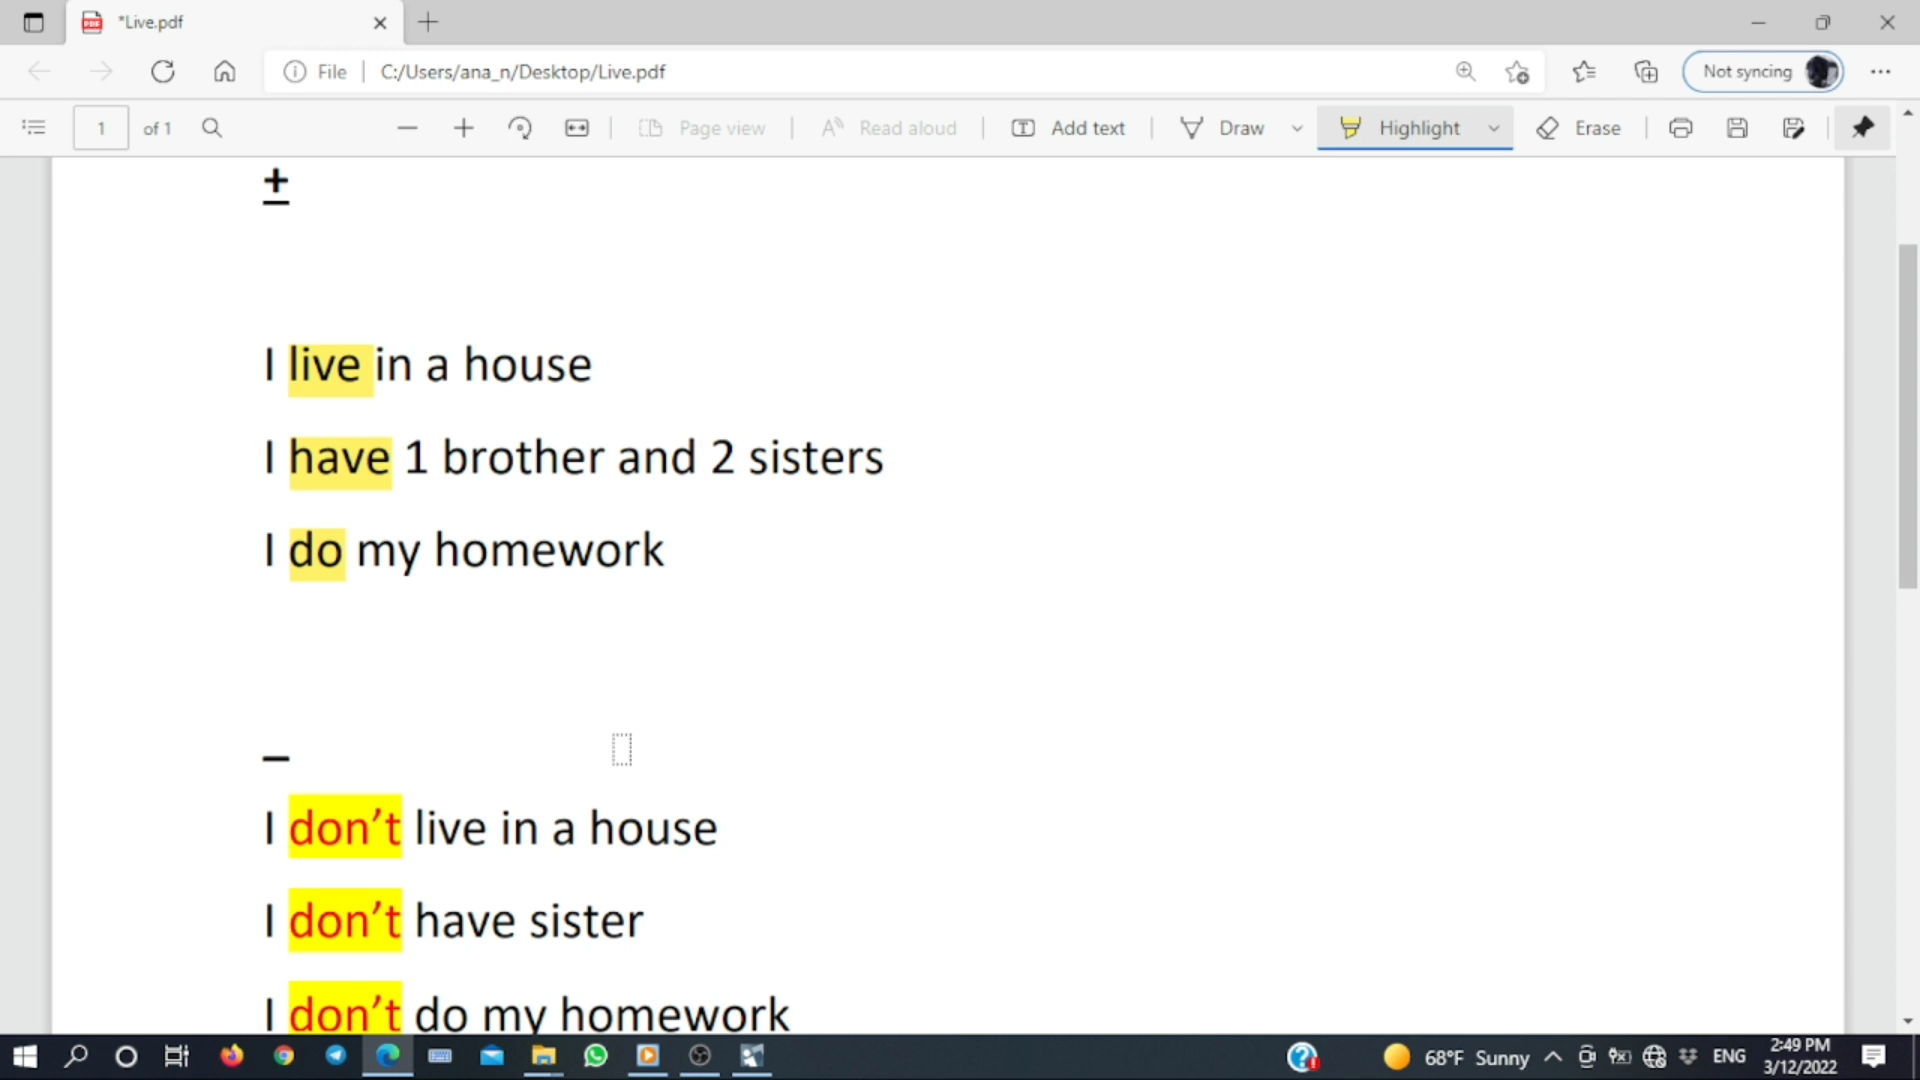 *Live.pdf
File C:/Users/ana_n/Desktop/Live.pdf Not syncing
1 of 1 Page view Read aloud Add text Draw Highlight Erase
+
I live in a house
I have 1 brother and 2 sisters
I do my homework
–
I don’t live in a house
I don’t have sister
I don’t do my homework
68°F Sunny ENG 2:49 PM
3/12/2022